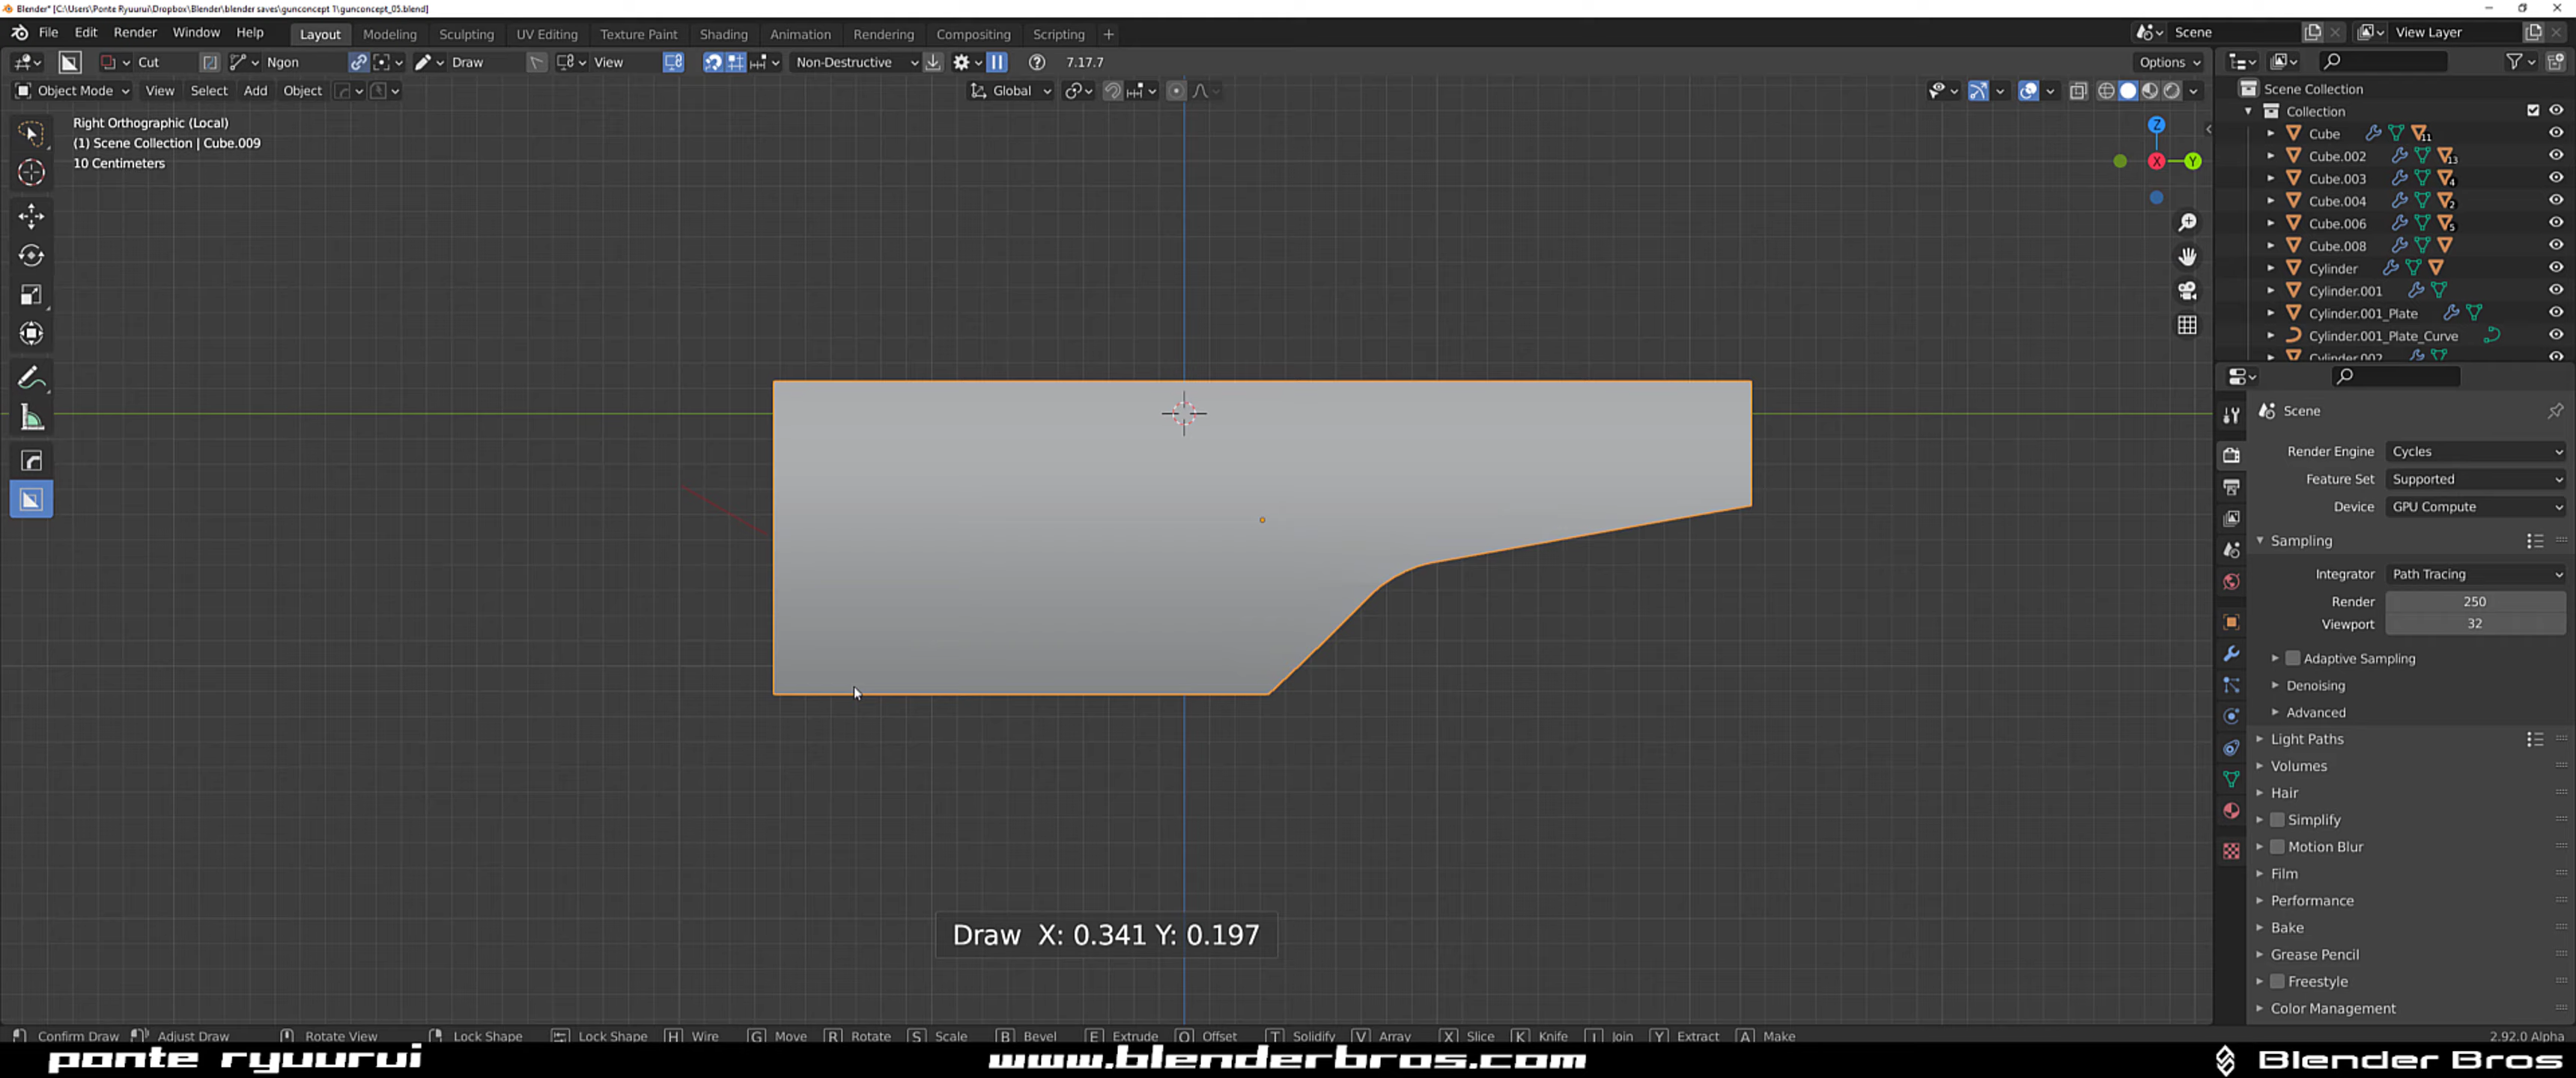 Blender* [C:\Users\Ponte Ryuurui\Dropbox\Blender\blender saves\gunconcept 1\gunconcept_05.blend]
File Edit Render Window Help Layout Modeling Sculpting UV Editing Texture Paint Shading Animation Rendering Compositing Scripting + Scene View Layer
Cut Ngon Draw View Non-Destructive 7.17.7 Options
Object Mode View Select Add Object Global
Right Orthographic (Local)
(1) Scene Collection | Cube.009
10 Centimeters
Z
X
Y
Draw X: 0.341 Y: 0.197
Scene Collection
Collection
Cube 11
Cube.002 13
Cube.003 4
Cube.004 2
Cube.006 5
Cube.008
Cylinder
Cylinder.001
Cylinder.001_Plate
Cylinder.001_Plate_Curve
Cylinder.002
Scene
Render Engine Cycles
Feature Set Supported
Device GPU Compute
Sampling
Integrator Path Tracing
Render 250
Viewport 32
Adaptive Sampling
Denoising
Advanced
Light Paths
Volumes
Hair
Simplify
Motion Blur
Film
Performance
Bake
Grease Pencil
Freestyle
Color Management
Confirm Draw Adjust Draw Rotate View Lock Shape Lock Shape H Wire G Move R Rotate S Scale B Bevel E Extrude O Offset T Solidify V Array X Slice K Knife J Join Y Extract A Make 2.92.0 Alpha
ponte ryuurui www.blenderbros.com Blender Bros